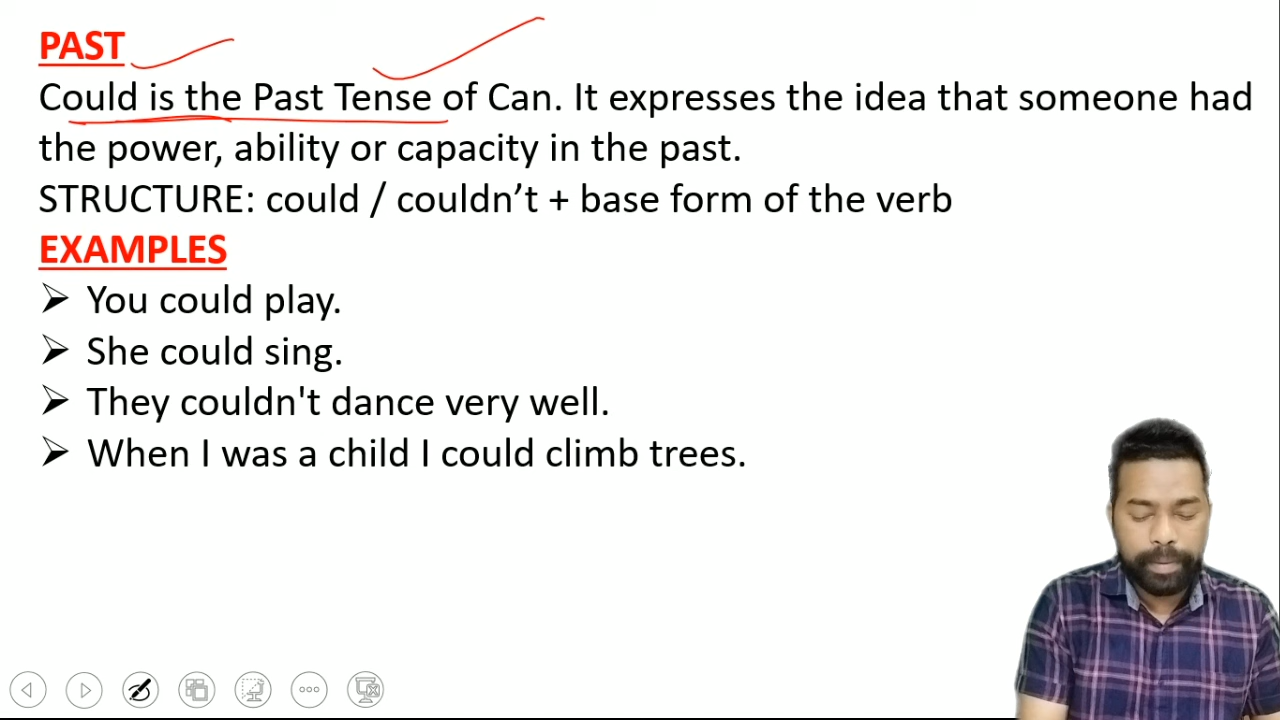 PAST
Could is the Past Tense of Can. It expresses the idea that someone had
the power, ability or capacity in the past.
STRUCTURE: could / couldn’t + base form of the verb
EXAMPLES
➢ You could play.
➢ She could sing.
➢ They couldn't dance very well.
➢ When I was a child I could climb trees.